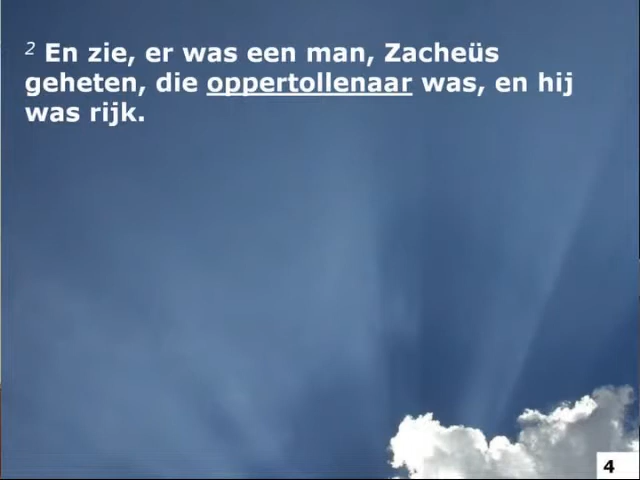 2 En zie, er was een man, Zacheüs
geheten, die oppertollenaar was, en hij
was rijk.
4